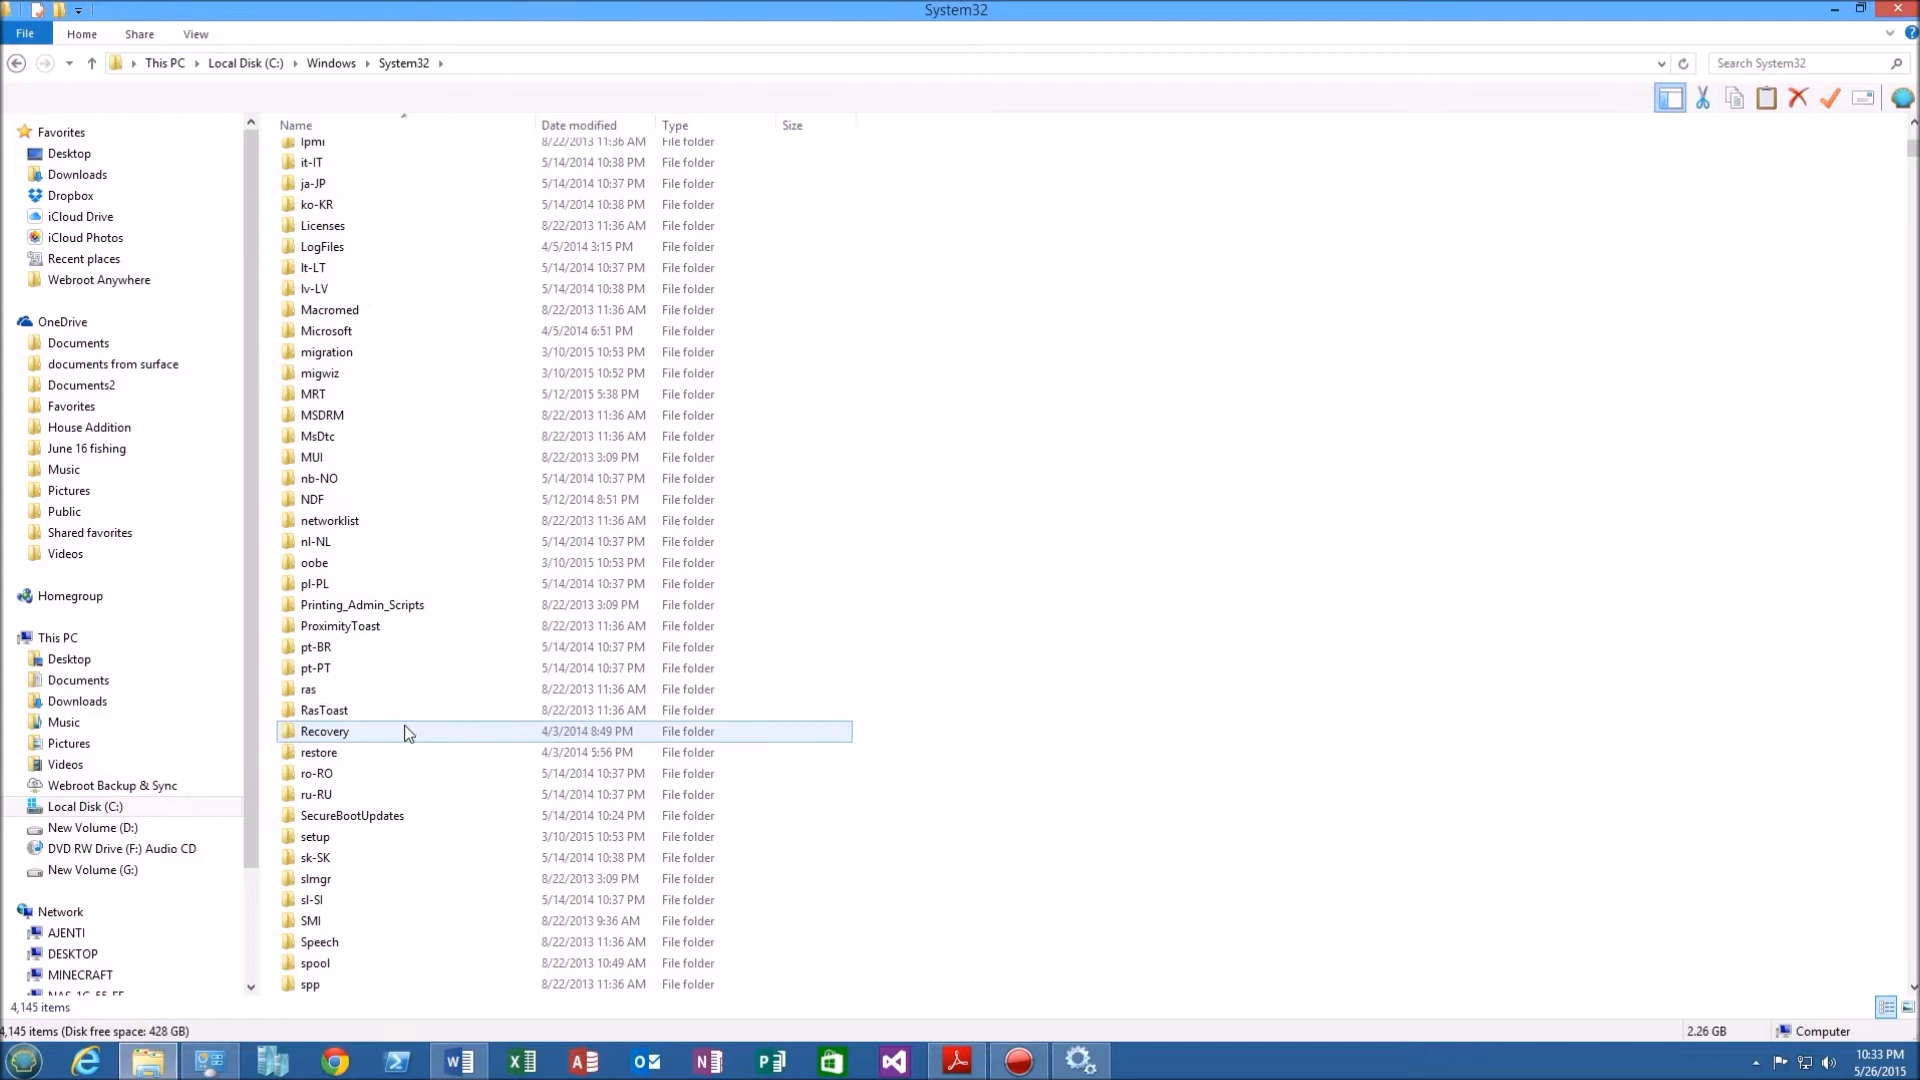 System32
File Home Share View
This PC Local Disk (C:) Windows System32
Search System32
Name Date modified Type Size
Ipmi 8/22/2013 11:36 AM File folder
it-IT 5/14/2014 10:38 PM File folder
ja-JP 5/14/2014 10:37 PM File folder
ko-KR 5/14/2014 10:38 PM File folder
Licenses 8/22/2013 11:36 AM File folder
LogFiles 4/5/2014 3:15 PM File folder
lt-LT 5/14/2014 10:37 PM File folder
lv-LV 5/14/2014 10:38 PM File folder
Macromed 8/22/2013 11:36 AM File folder
Microsoft 4/5/2014 6:51 PM File folder
migration 3/10/2015 10:53 PM File folder
migwiz 3/10/2015 10:52 PM File folder
MRT 5/12/2015 5:38 PM File folder
MSDRM 8/22/2013 11:36 AM File folder
MsDtc 8/22/2013 11:36 AM File folder
MUI 8/22/2013 3:09 PM File folder
nb-NO 5/14/2014 10:37 PM File folder
NDF 5/12/2014 8:51 PM File folder
networklist 8/22/2013 11:36 AM File folder
nl-NL 5/14/2014 10:37 PM File folder
oobe 3/10/2015 10:53 PM File folder
pl-PL 5/14/2014 10:37 PM File folder
Printing_Admin_Scripts 8/22/2013 3:09 PM File folder
ProximityToast 8/22/2013 11:36 AM File folder
pt-BR 5/14/2014 10:37 PM File folder
pt-PT 5/14/2014 10:37 PM File folder
ras 8/22/2013 11:36 AM File folder
RasToast 8/22/2013 11:36 AM File folder
Recovery 4/3/2014 8:49 PM File folder
restore 4/3/2014 5:56 PM File folder
ro-RO 5/14/2014 10:37 PM File folder
ru-RU 5/14/2014 10:37 PM File folder
SecureBootUpdates 5/14/2014 10:24 PM File folder
setup 3/10/2015 10:53 PM File folder
sk-SK 5/14/2014 10:38 PM File folder
slmgr 8/22/2013 3:09 PM File folder
sl-SI 5/14/2014 10:37 PM File folder
SMI 8/22/2013 9:36 AM File folder
Speech 8/22/2013 11:36 AM File folder
spool 8/22/2013 10:49 AM File folder
spp 8/22/2013 11:36 AM File folder
Favorites
Desktop
Downloads
Dropbox
iCloud Drive
iCloud Photos
Recent places
Webroot Anywhere
OneDrive
Documents
documents from surface
Documents2
Favorites
House Addition
June 16 fishing
Music
Pictures
Public
Shared favorites
Videos
Homegroup
This PC
Desktop
Documents
Downloads
Music
Pictures
Videos
Webroot Backup & Sync
Local Disk (C:)
New Volume (D:)
DVD RW Drive (F:) Audio CD
New Volume (G:)
Network
AJENTI
DESKTOP
MINECRAFT
4,145 items
4,145 items (Disk free space: 428 GB)
2.26 GB
Computer
10:33 PM
5/26/2015